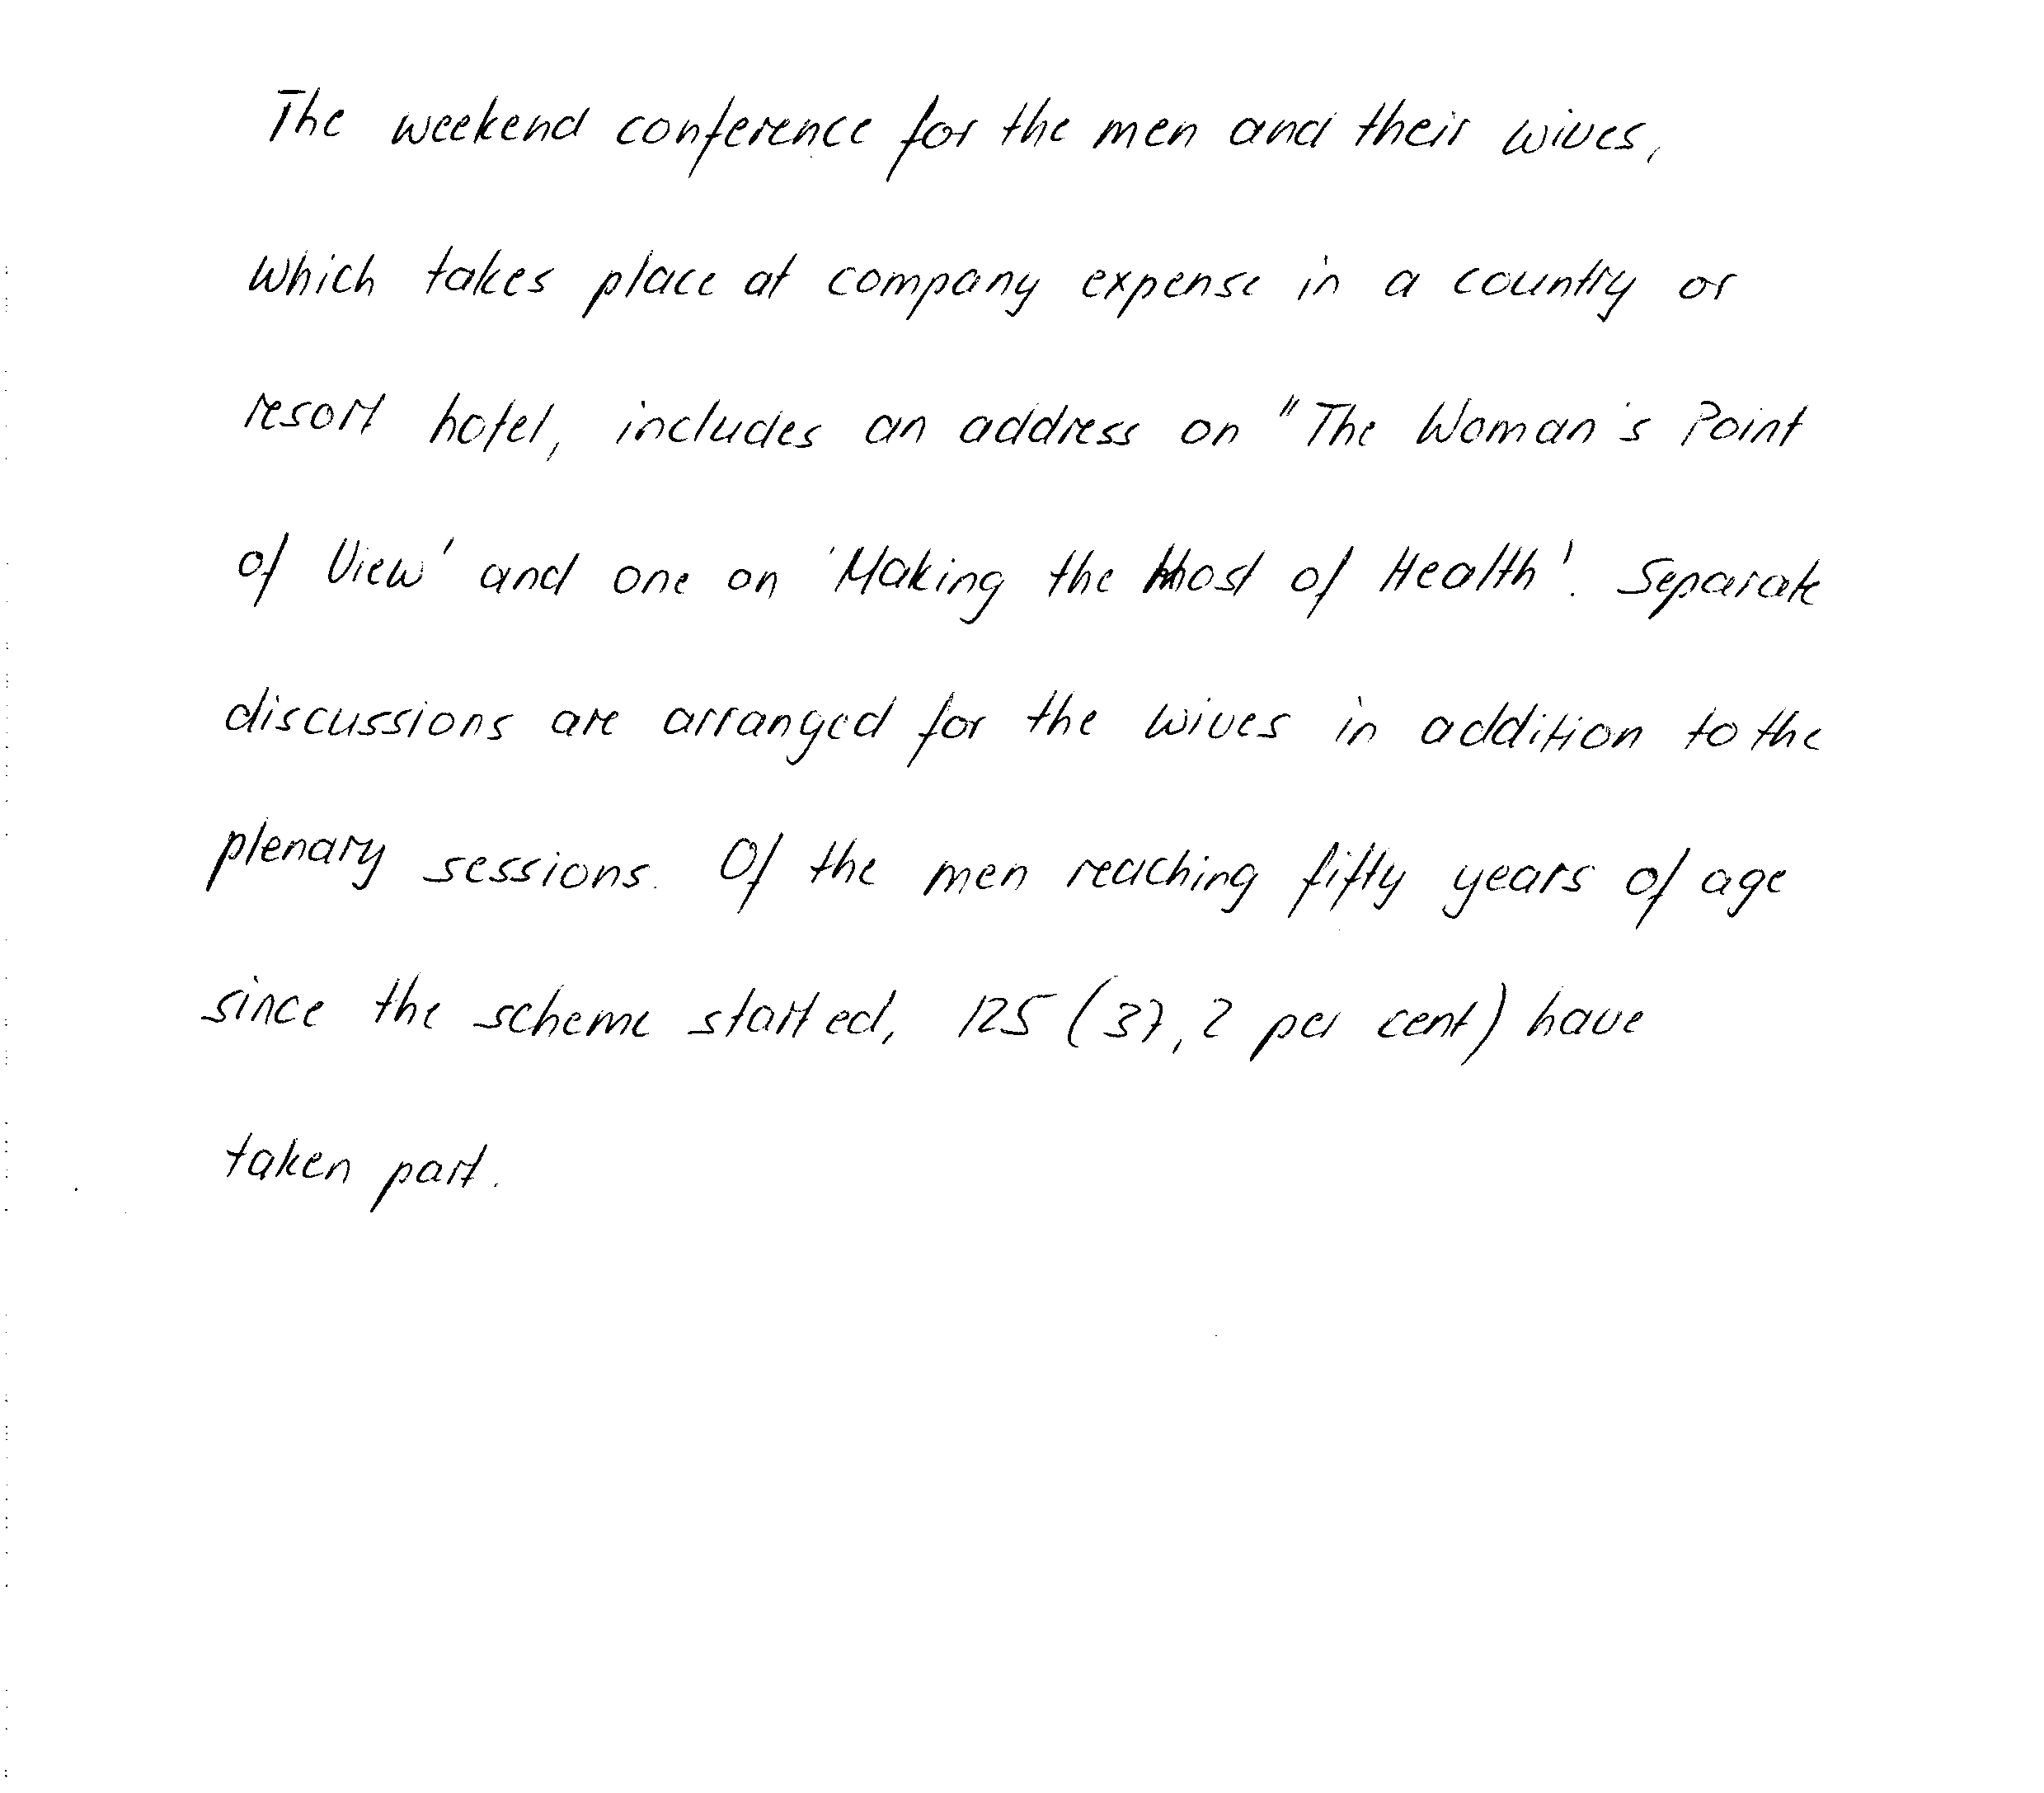 The weekend conference for the men and their wives,
which takes place at company expense in a country or
resort hotel, includes an address on "The Woman's Point
of View' and one on 'Making the Most of Health'. Separate
discussions are arranged for the wives in addition to the
plenary sessions. Of the men reaching fifty years of age
since the scheme started, 125 (37,2 per cent) have
taken part.